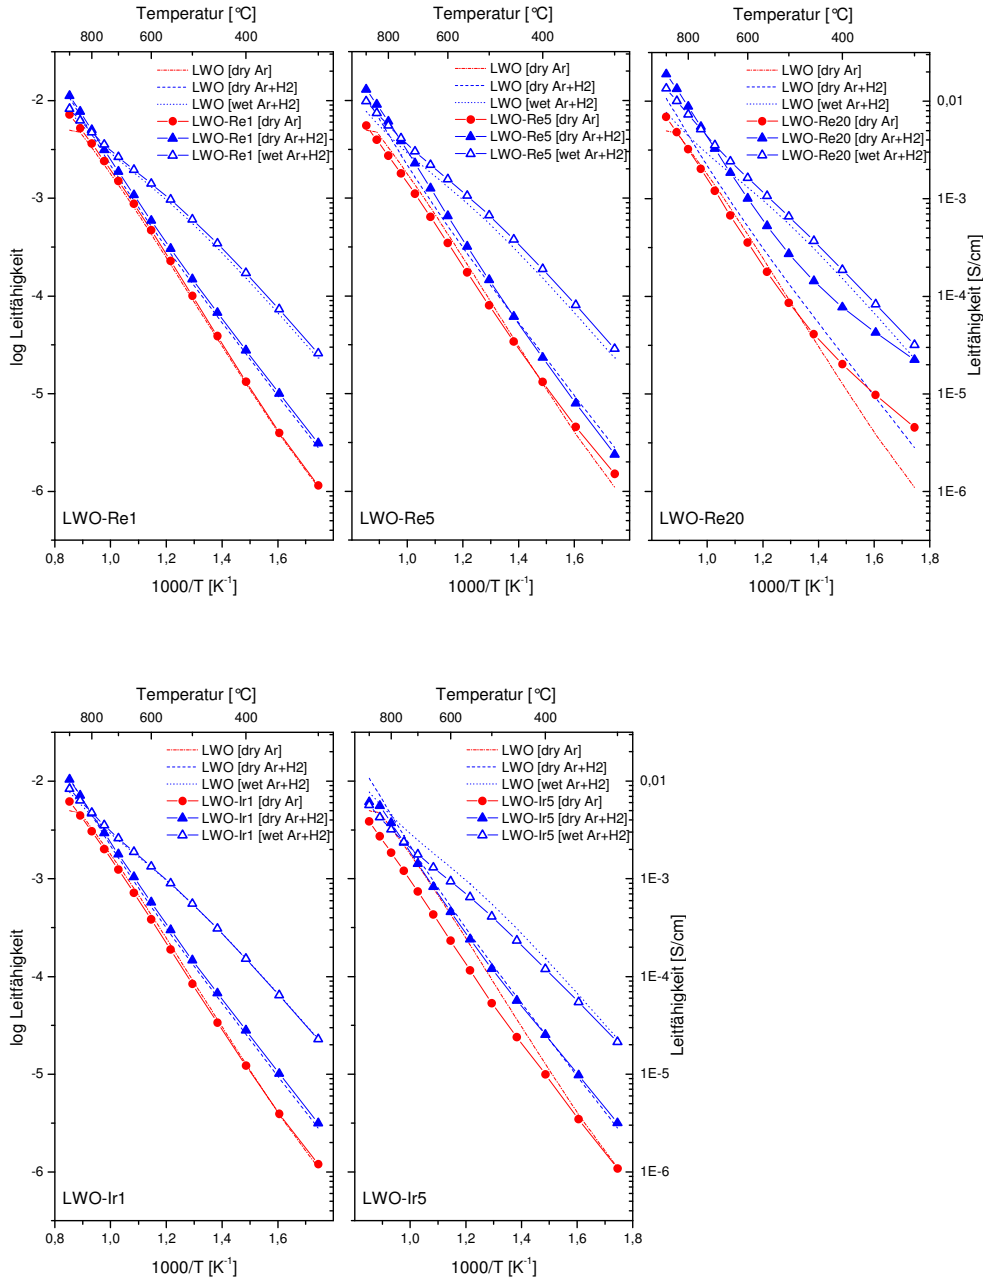 Temperatur [°C]
800 600 400
LWO [dry Ar]
LWO [dry Ar+H2]
LWO [wet Ar+H2]
LWO-Re1 [dry Ar]
LWO-Re1 [dry Ar+H2]
LWO-Re1 [wet Ar+H2]
log Leitfähigkeit
-2
-3
-4
-5
-6
LWO-Re1
0,8 1,0 1,2 1,4 1,6
1000/T [K-1]
Temperatur [°C]
800 600 400
LWO [dry Ar]
LWO [dry Ar+H2]
LWO [wet Ar+H2]
LWO-Re5 [dry Ar]
LWO-Re5 [dry Ar+H2]
LWO-Re5 [wet Ar+H2]
LWO-Re5
1,0 1,2 1,4 1,6
1000/T [K-1]
Temperatur [°C]
800 600 400
LWO [dry Ar]
LWO [dry Ar+H2]
LWO [wet Ar+H2]
LWO-Re20 [dry Ar]
LWO-Re20 [dry Ar+H2]
LWO-Re20 [wet Ar+H2]
0,01
1E-3
1E-4
1E-5
1E-6
Leitfähigkeit [S/cm]
LWO-Re20
1,0 1,2 1,4 1,6 1,8
1000/T [K-1]
Temperatur [°C]
800 600 400
LWO [dry Ar]
LWO [dry Ar+H2]
LWO [wet Ar+H2]
LWO-Ir1 [dry Ar]
LWO-Ir1 [dry Ar+H2]
LWO-Ir1 [wet Ar+H2]
log Leitfähigkeit
-2
-3
-4
-5
-6
LWO-Ir1
0,8 1,0 1,2 1,4 1,6
1000/T [K-1]
Temperatur [°C]
800 600 400
LWO [dry Ar]
LWO [dry Ar+H2]
LWO [wet Ar+H2]
LWO-Ir5 [dry Ar]
LWO-Ir5 [dry Ar+H2]
LWO-Ir5 [wet Ar+H2]
0,01
1E-3
1E-4
1E-5
1E-6
Leitfähigkeit [S/cm]
LWO-Ir5
1,0 1,2 1,4 1,6 1,8
1000/T [K-1]